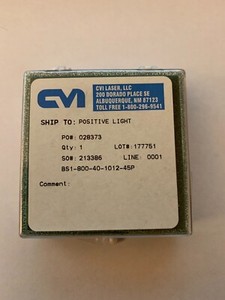 CVI
CVI LASER, LLC
200 DORADO PLACE SE
ALBUQUERQUE, NM 87123
TOLL FREE 1-800-296-9541
SHIP TO: POSITIVE LIGHT
PO#: 028373
Qty: 1 LOT#: 177751
SO#: 213386 LINE: 0001
BS1-800-40-1012-45P
Comment: